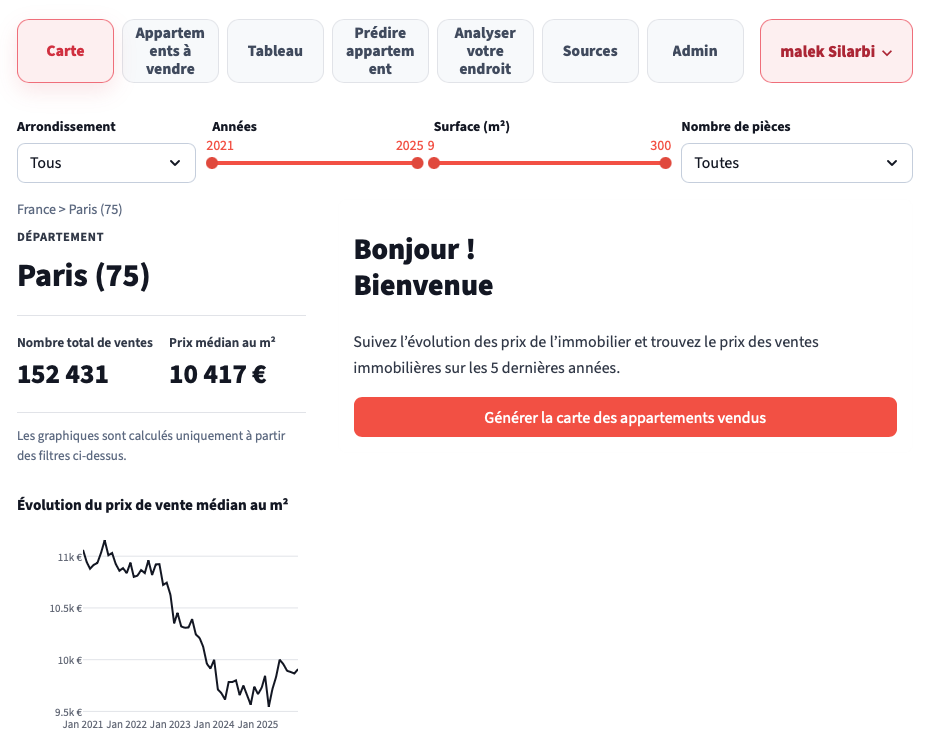 Carte
Appartem
ents à
vendre
Tableau
Prédire
appartem
ent
Analyser
votre
endroit
Sources
Admin
malek Silarbi
Arrondissement
Années
Surface (m²)
Nombre de pièces
2021
2025
9
300
Tous
Toutes
France > Paris (75)
DÉPARTEMENT
Paris (75)
Nombre total de ventes
Prix médian au m²
152 431
10 417 €
Les graphiques sont calculés uniquement à partir
des filtres ci-dessus.
Évolution du prix de vente médian au m²
11k €
10.5k €
10k €
9.5k €
Jan 2021 Jan 2022 Jan 2023 Jan 2024 Jan 2025
Bonjour !
Bienvenue
Suivez l’évolution des prix de l’immobilier et trouvez le prix des ventes
immobilières sur les 5 dernières années.
Générer la carte des appartements vendus